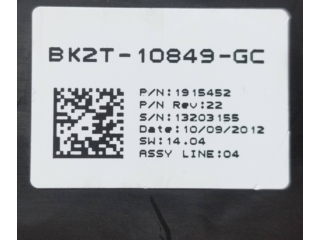 BK2T-10849-GC
P/N:1915452
P/N Rev:22
S/N:13203155
Date:10/09/2012
SW:14.04
ASSY LINE:04